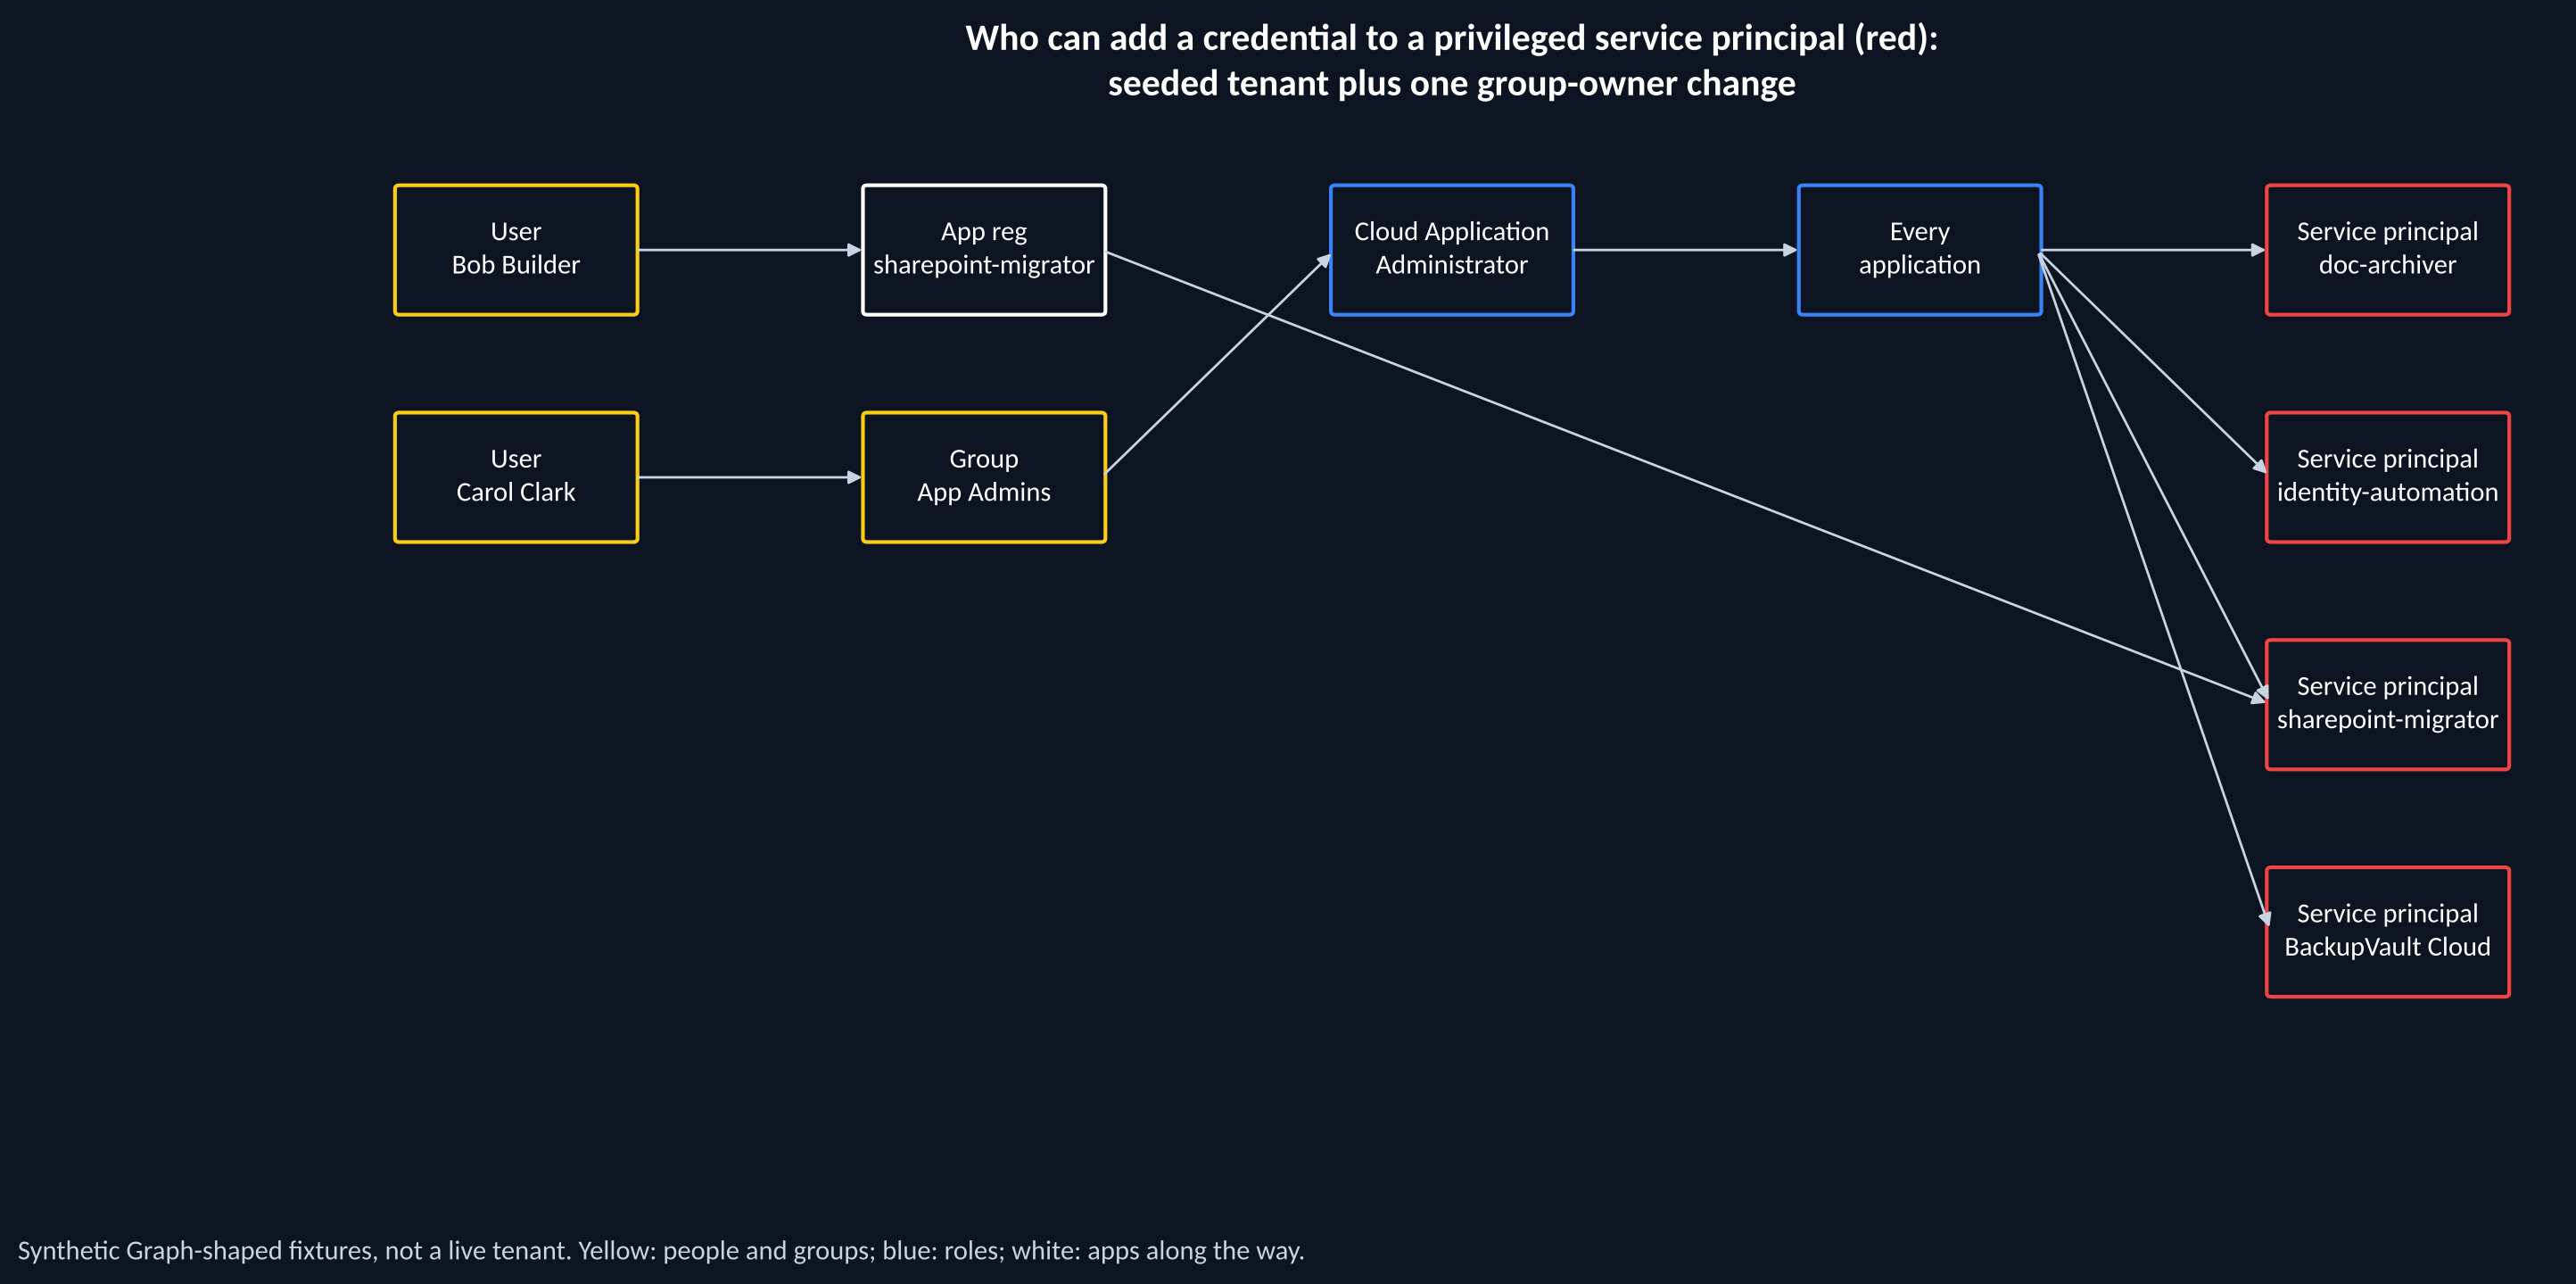 Who can add a credential to a privileged service principal (red):
seeded tenant plus one group-owner change
User
Bob Builder
App reg
sharepoint-migrator
Cloud Application
Administrator
Every
application
Service principal
doc-archiver
User
Carol Clark
Group
App Admins
Service principal
identity-automation
Service principal
sharepoint-migrator
Service principal
BackupVault Cloud
Synthetic Graph-shaped fixtures, not a live tenant. Yellow: people and groups; blue: roles; white: apps along the way.